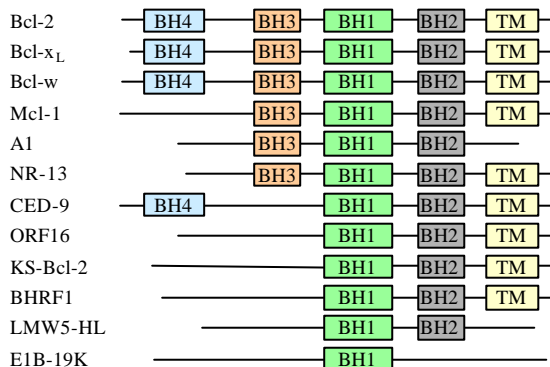 Bcl-2 BH4 BH3 BH1 BH2 TM
Bcl-xL BH4 BH3 BH1 BH2 TM
Bcl-w BH4 BH3 BH1 BH2 TM
Mcl-1 BH3 BH1 BH2 TM
A1 BH3 BH1 BH2
NR-13 BH3 BH1 BH2 TM
CED-9 BH4 BH1 BH2 TM
ORF16 BH1 BH2 TM
KS-Bcl-2 BH1 BH2 TM
BHRF1 BH1 BH2 TM
LMW5-HL BH1 BH2
E1B-19K BH1